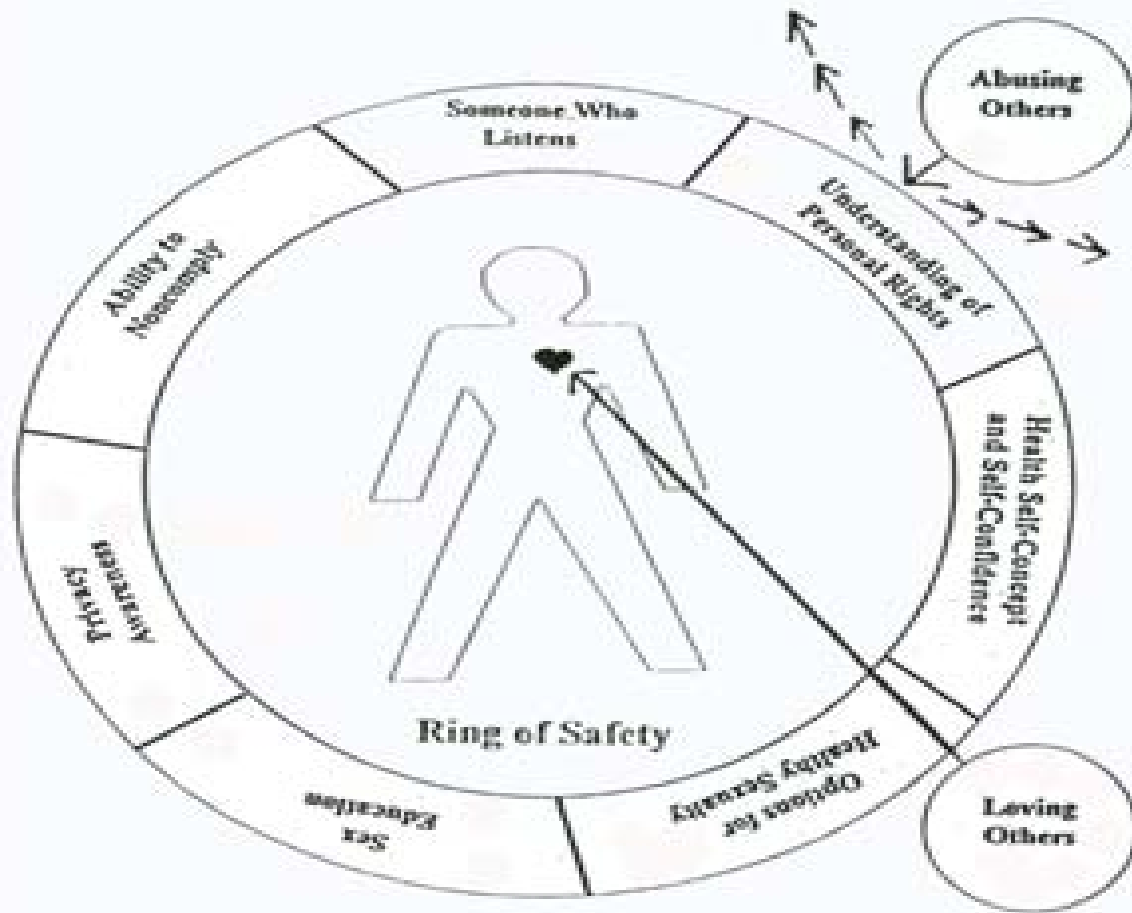 Abusing
Others
Someone Who
Listens
Understanding of
Personal Rights
Health Self-Concept
and Self-Confidence
Options for
Healthy Sexuality
Sex
Education
Privacy
Awareness
Ability to
Noncomply
Ring of Safety
Loving
Others